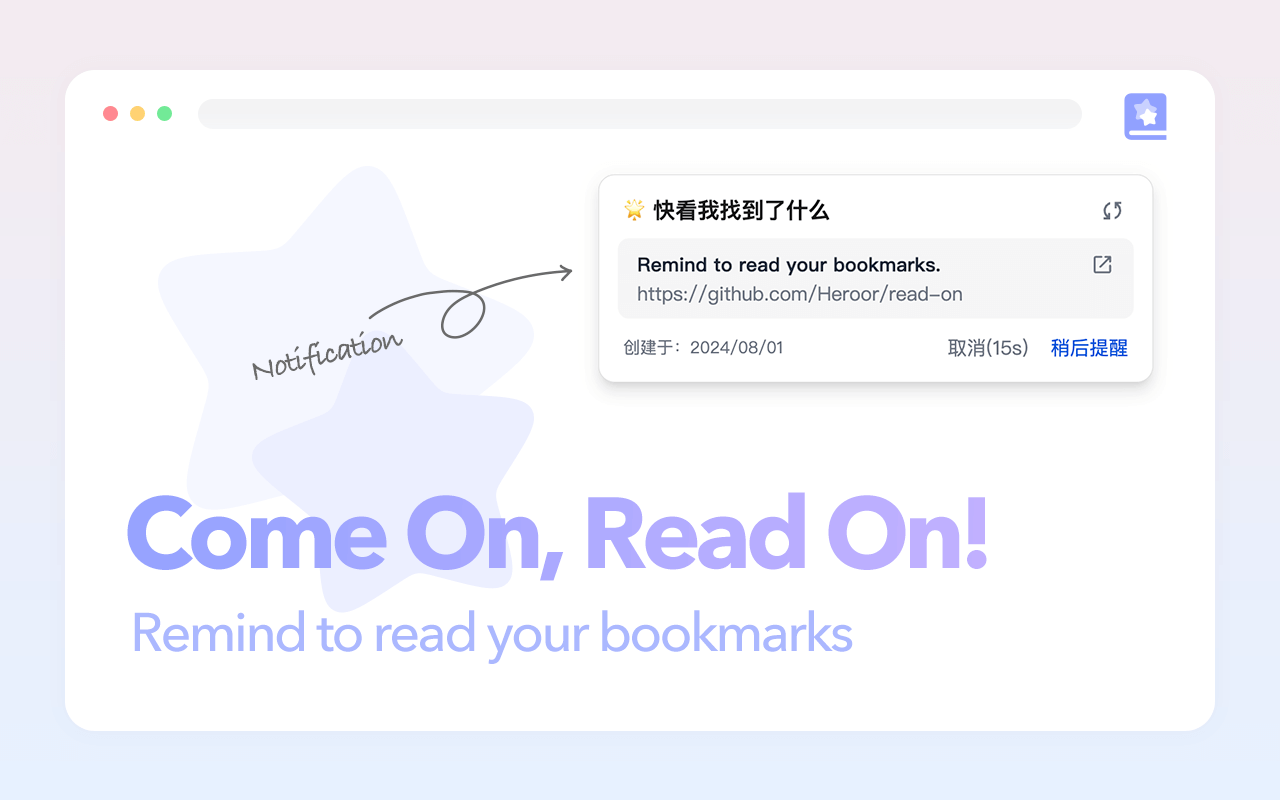 🌟 快看我找到了什么
Remind to read your bookmarks.
https://github.com/Heroor/read-on
创建于：2024/08/01
取消(15s) 稍后提醒
Notification
Come On, Read On!
Remind to read your bookmarks